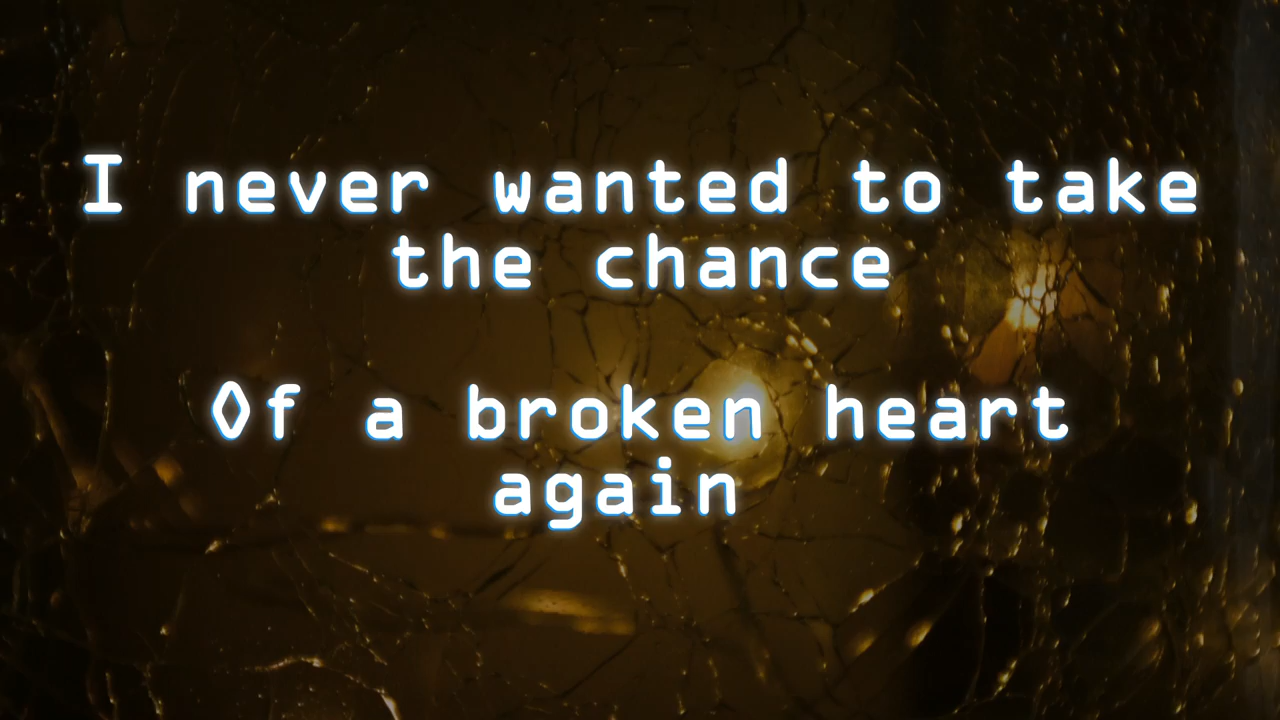 I never wanted to take
the chance
Of a broken heart
again